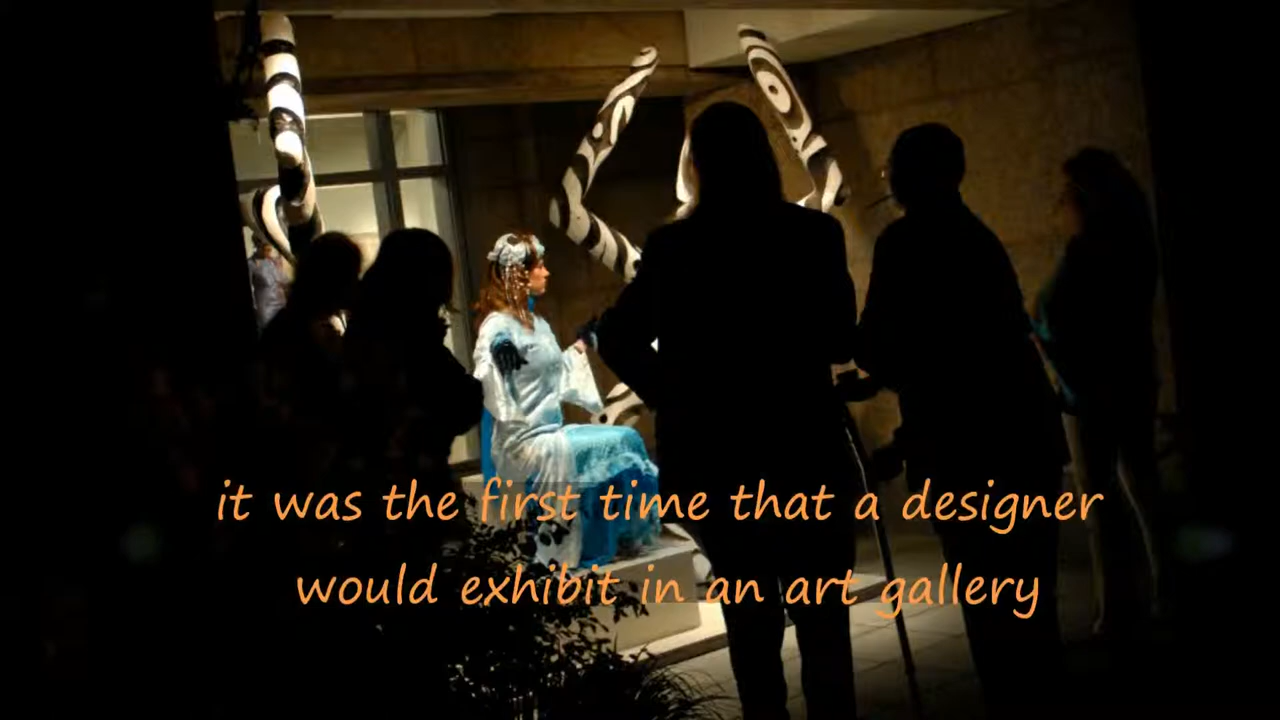 it was the first time that a designer
would exhibit in an art gallery